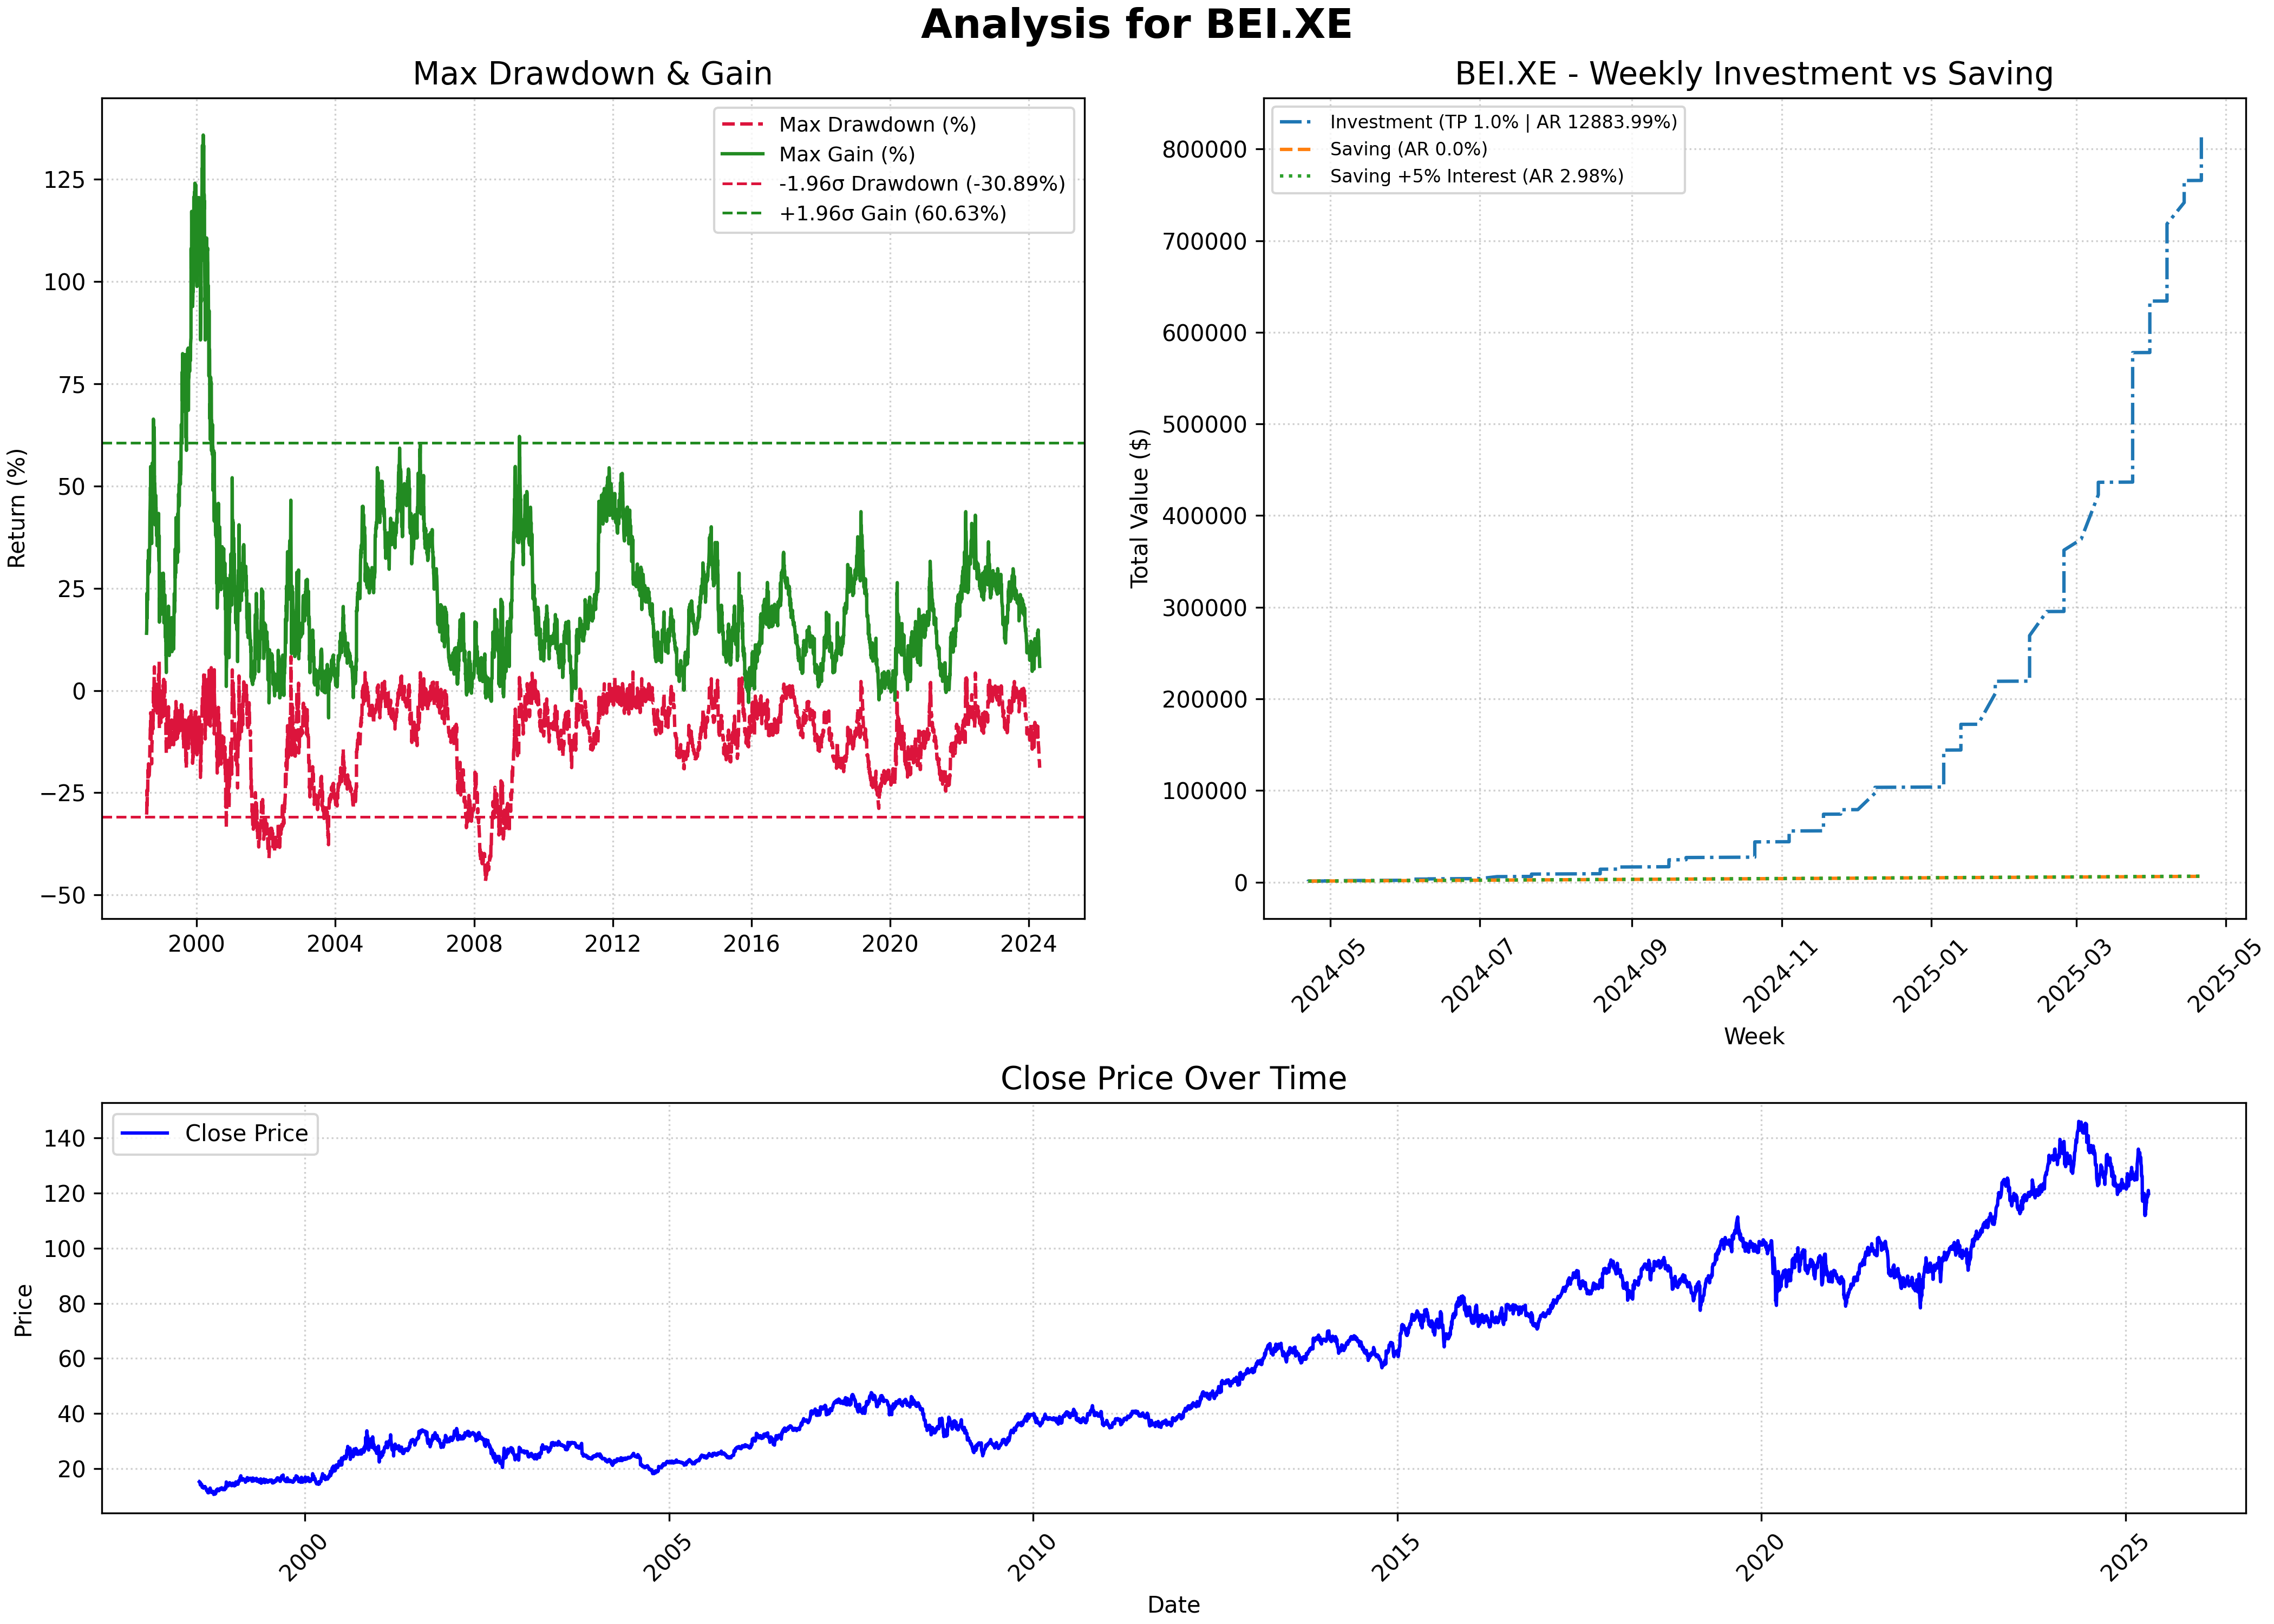 Analysis for BEI.XE
Max Drawdown & Gain
Return (%)
125
100
75
50
25
0
−25
−50
Max Drawdown (%)
Max Gain (%)
-1.96σ Drawdown (-30.89%)
+1.96σ Gain (60.63%)
2000 2004 2008 2012 2016 2020 2024
BEI.XE - Weekly Investment vs Saving
Total Value ($)
800000
700000
600000
500000
400000
300000
200000
100000
0
Investment (TP 1.0% | AR 12883.99%)
Saving (AR 0.0%)
Saving +5% Interest (AR 2.98%)
2024-05 2024-07 2024-09 2024-11 2025-01 2025-03 2025-05
Week
Close Price Over Time
Price
140
120
100
80
60
40
20
Close Price
2000 2005 2010 2015 2020 2025
Date